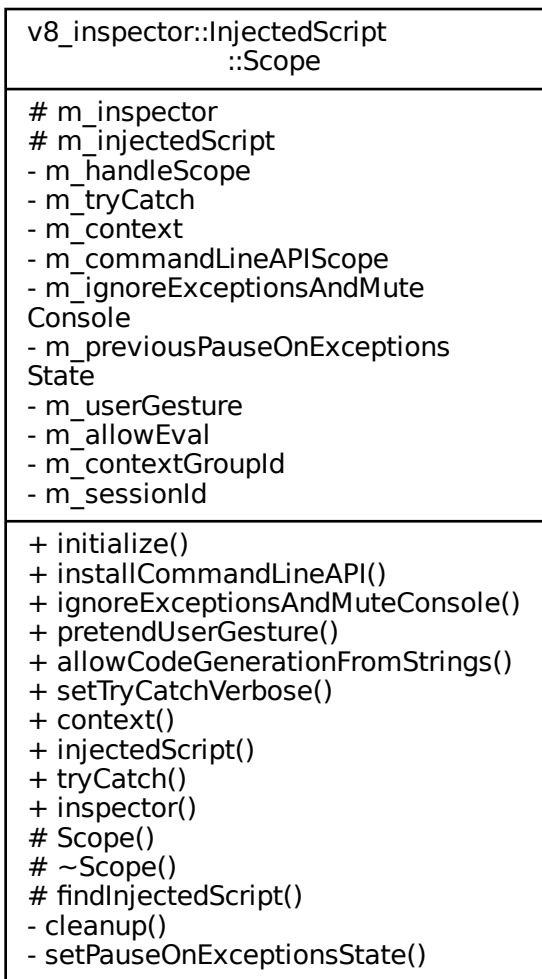 v8_inspector::InjectedScript
::Scope
# m_inspector
# m_injectedScript
- m_handleScope
- m_tryCatch
- m_context
- m_commandLineAPIScope
- m_ignoreExceptionsAndMute
Console
- m_previousPauseOnExceptions
State
- m_userGesture
- m_allowEval
- m_contextGroupId
- m_sessionId
+ initialize()
+ installCommandLineAPI()
+ ignoreExceptionsAndMuteConsole()
+ pretendUserGesture()
+ allowCodeGenerationFromStrings()
+ setTryCatchVerbose()
+ context()
+ injectedScript()
+ tryCatch()
+ inspector()
# Scope()
# ~Scope()
# findInjectedScript()
- cleanup()
- setPauseOnExceptionsState()